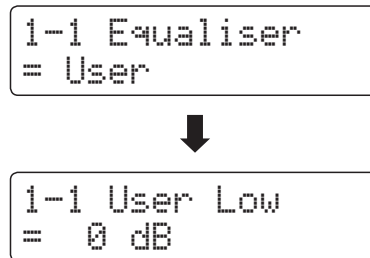 1-1 Equaliser
= User
1-1 User Low
=  0 dB